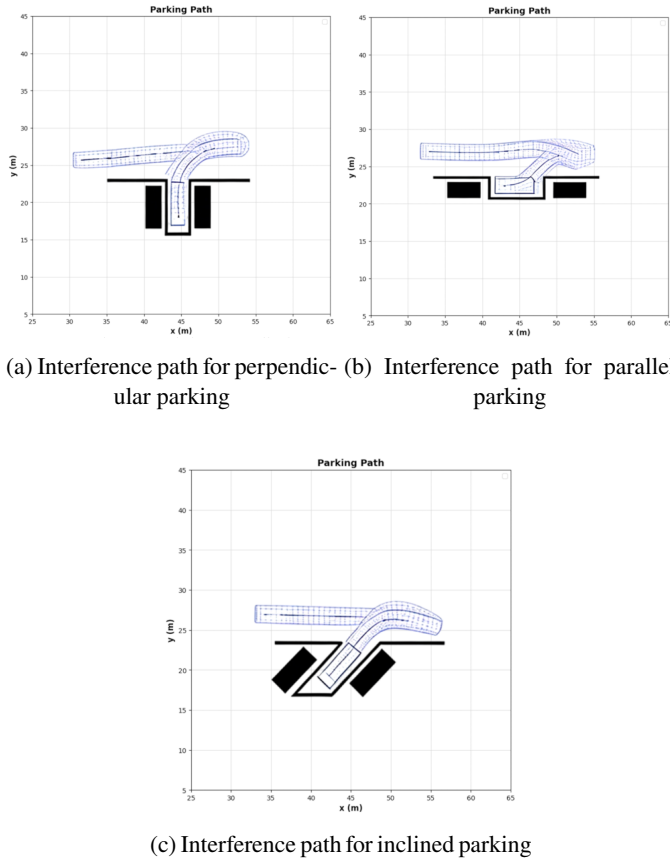 Parking Path
45
40
35
30
25
20
15
10
5
y (m)
25 30 35 40 45 50 55 60 65
x (m)
Parking Path
45
40
35
30
25
20
15
10
5
y (m)
25 30 35 40 45 50 55 60 65
x (m)
(a) Interference path for perpendic-
ular parking
(b) Interference path for paralle
parking
Parking Path
45
40
35
30
25
20
15
10
5
y (m)
25 30 35 40 45 50 55 60 65
x (m)
(c) Interference path for inclined parking